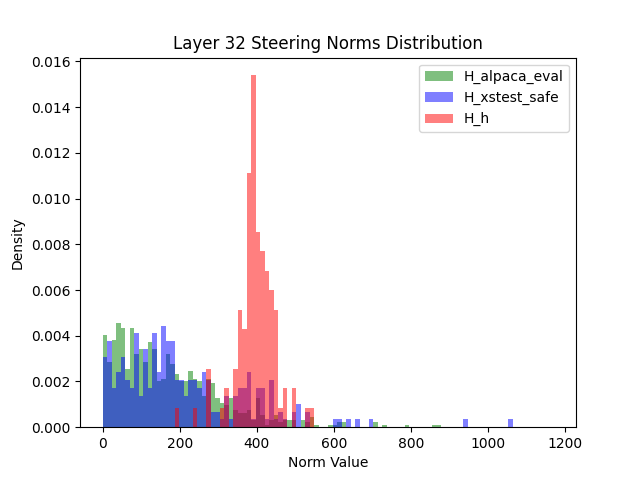 Layer 32 Steering Norms Distribution
H_alpaca_eval
H_xstest_safe
H_h
0.016
0.014
0.012
0.010
0.008
0.006
0.004
0.002
0.000
Density
0
200
400
600
800
1000
1200
Norm Value